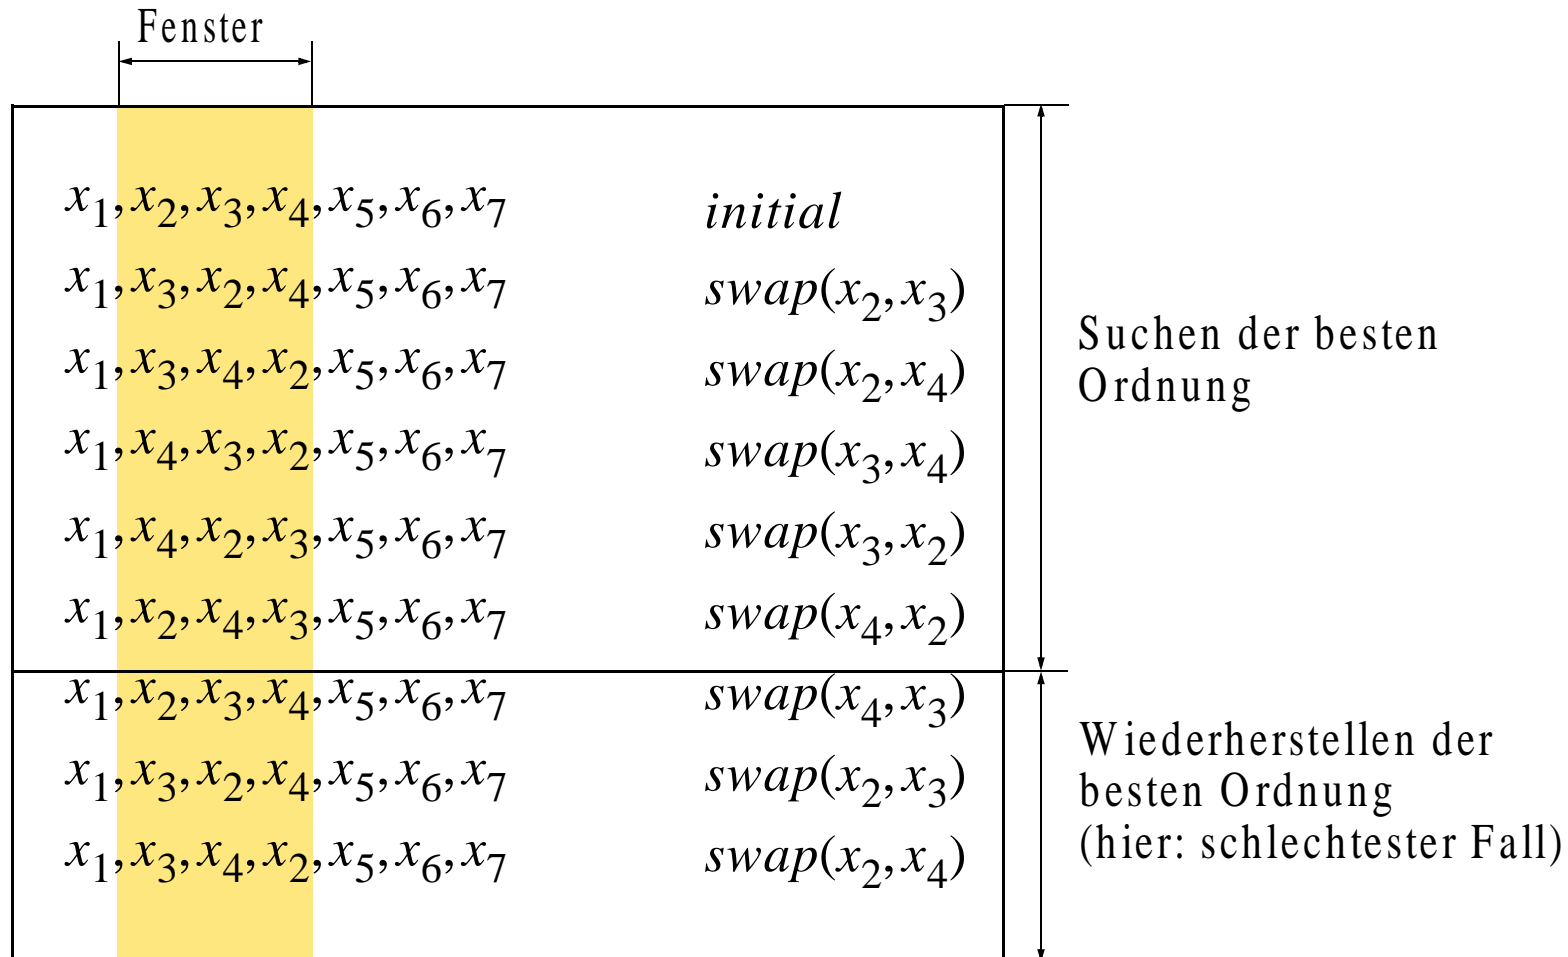 Fenster
x1,x2,x3,x4,x5,x6,x7 initial
x1,x3,x2,x4,x5,x6,x7 swap(x2,x3)
x1,x3,x4,x2,x5,x6,x7 swap(x2,x4)
x1,x4,x3,x2,x5,x6,x7 swap(x3,x4)
x1,x4,x2,x3,x5,x6,x7 swap(x3,x2)
x1,x2,x4,x3,x5,x6,x7 swap(x4,x2)
Suchen der besten
Ordnung
x1,x2,x3,x4,x5,x6,x7 swap(x4,x3)
x1,x3,x2,x4,x5,x6,x7 swap(x2,x3)
x1,x3,x4,x2,x5,x6,x7 swap(x2,x4)
Wiederherstellen der
besten Ordnung
(hier: schlechtester Fall)